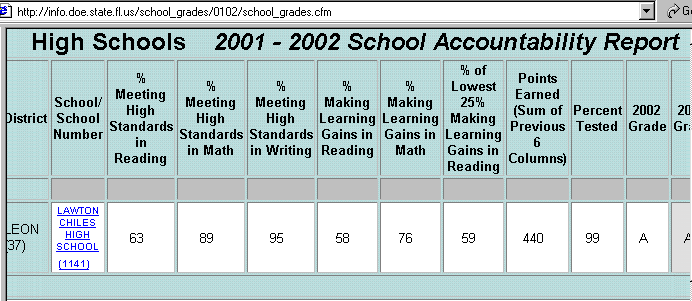 http://info.doe.state.fl.us/school_grades/0102/school_grades.cfm
High Schools 2001 - 2002 School Accountability Report -
District
School/
School
Number
%
Meeting
High
Standards
in
Reading
%
Meeting
High
Standards
in Math
%
Meeting
High
Standards
in Writing
%
Making
Learning
Gains in
Reading
%
Making
Learning
Gains in
Math
% of
Lowest
25%
Making
Learning
Gains in
Reading
Points
Earned
(Sum of
Previous
6
Columns)
Percent
Tested
2002
Grade
LEON
(37)
LAWTON
CHILES
HIGH
SCHOOL
(1141)
63
89
95
58
76
59
440
99
A
A